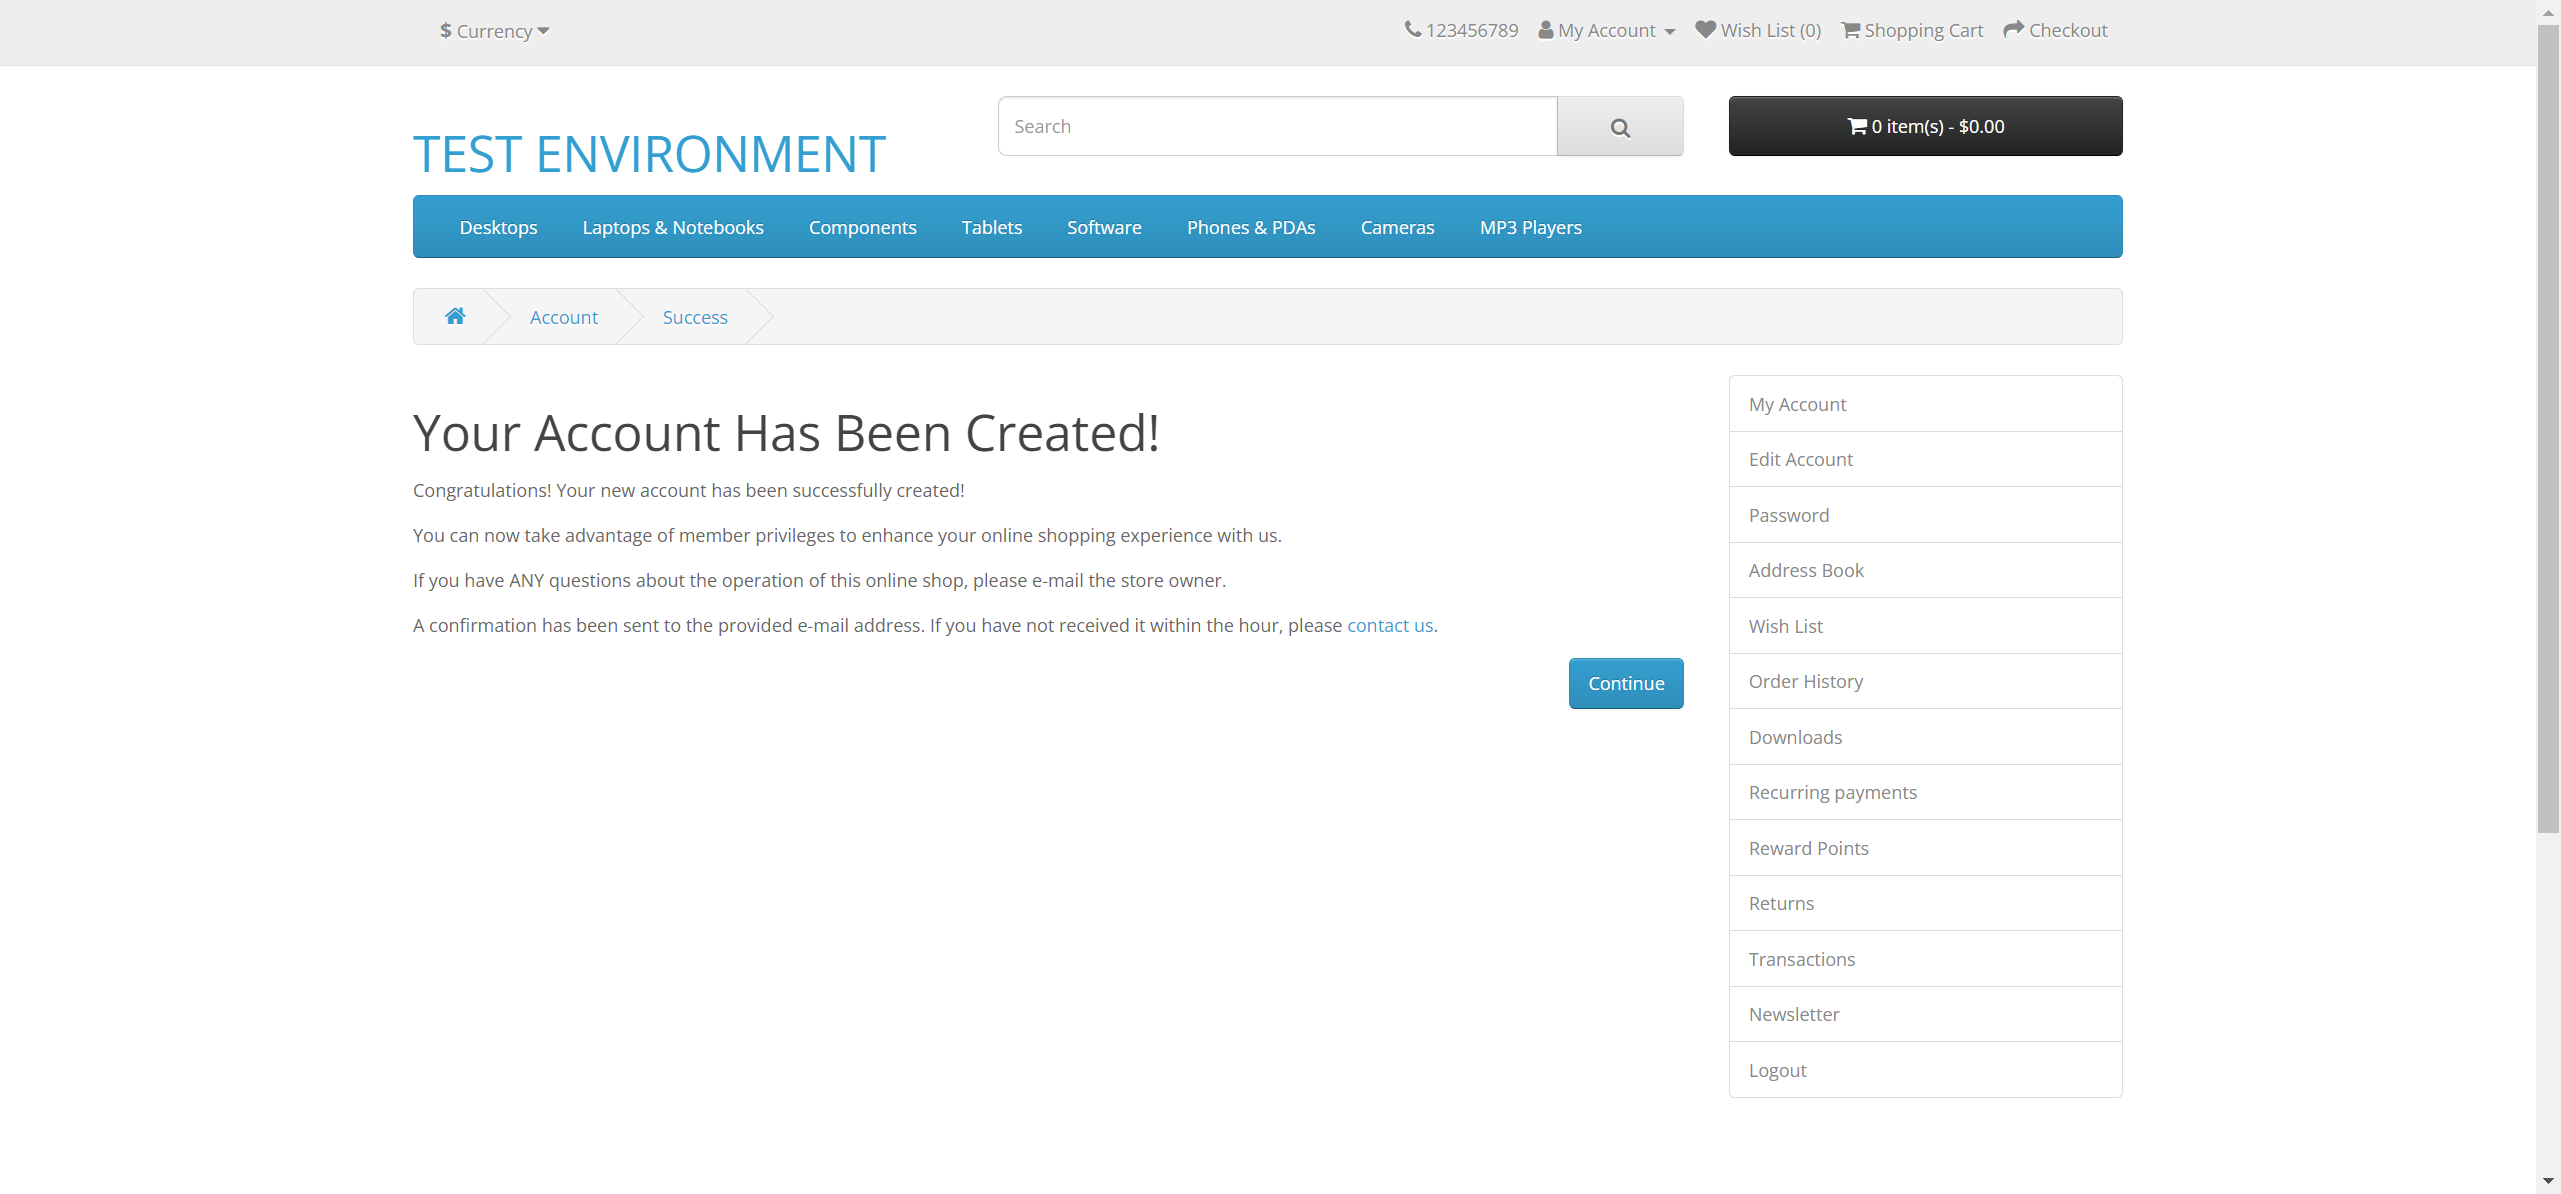 $ Currency
123456789 My Account Wish List (0) Shopping Cart Checkout
TEST ENVIRONMENT
Search
0 item(s) - $0.00
Desktops Laptops & Notebooks Components Tablets Software Phones & PDAs Cameras MP3 Players
Account Success
Your Account Has Been Created!
Congratulations! Your new account has been successfully created!
You can now take advantage of member privileges to enhance your online shopping experience with us.
If you have ANY questions about the operation of this online shop, please e-mail the store owner.
A confirmation has been sent to the provided e-mail address. If you have not received it within the hour, please contact us.
Continue
My Account
Edit Account
Password
Address Book
Wish List
Order History
Downloads
Recurring payments
Reward Points
Returns
Transactions
Newsletter
Logout